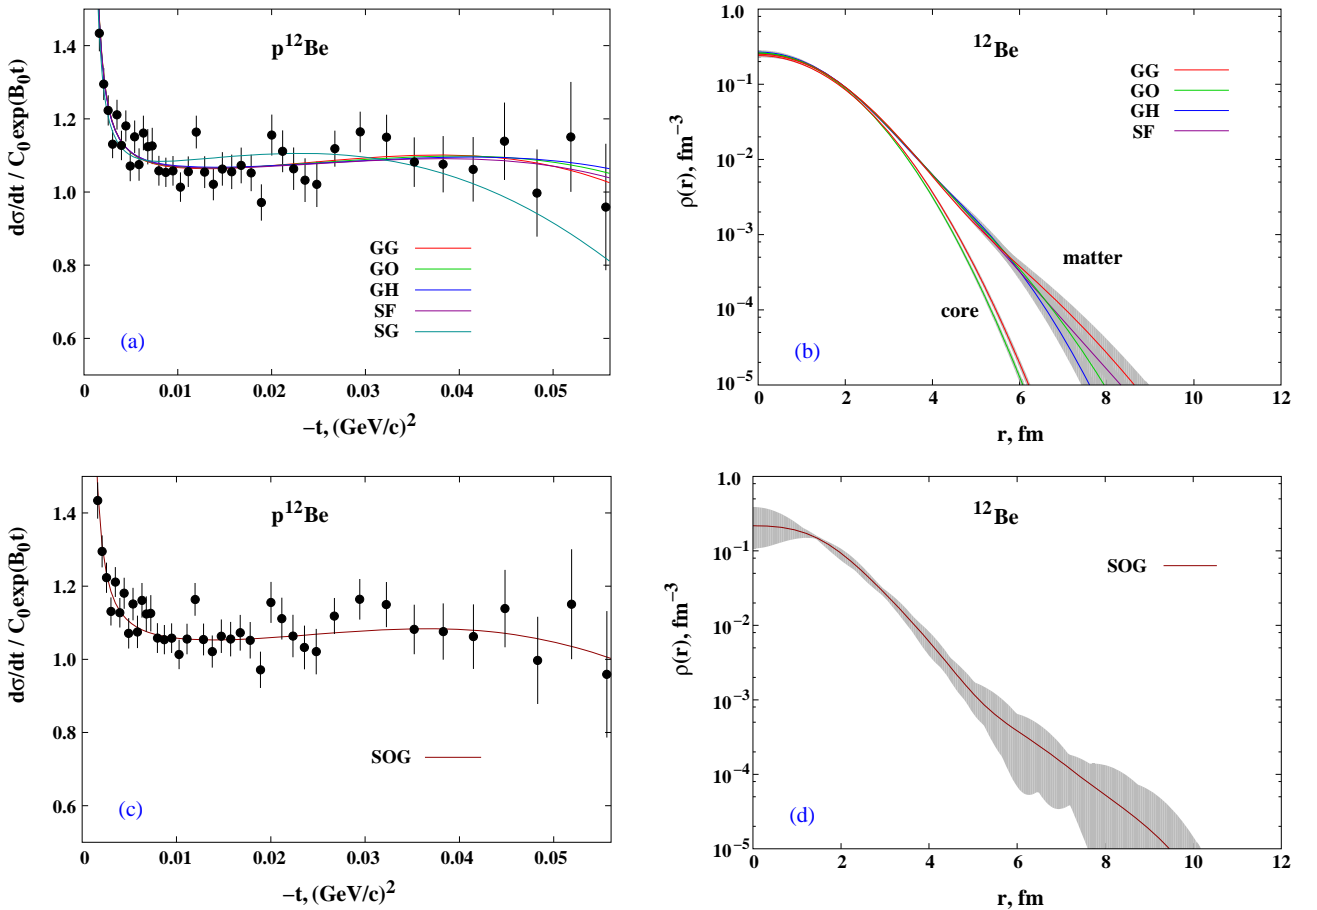 p¹²Be
dσ/dt / C₀exp(B₀t)
1.4
1.2
1.0
0.8
0.6
GG
GO
GH
SF
SG
(a)
0 0.01 0.02 0.03 0.04 0.05
−t, (GeV/c)²
¹²Be
ρ(r), fm⁻³
1.0
10⁻¹
10⁻²
10⁻³
10⁻⁴
10⁻⁵
GG
GO
GH
SF
matter
core
(b)
0 2 4 6 8 10 12
r, fm
p¹²Be
dσ/dt / C₀exp(B₀t)
1.4
1.2
1.0
0.8
0.6
SOG
(c)
0 0.01 0.02 0.03 0.04 0.05
−t, (GeV/c)²
¹²Be
ρ(r), fm⁻³
1.0
10⁻¹
10⁻²
10⁻³
10⁻⁴
10⁻⁵
SOG
(d)
0 2 4 6 8 10 12
r, fm